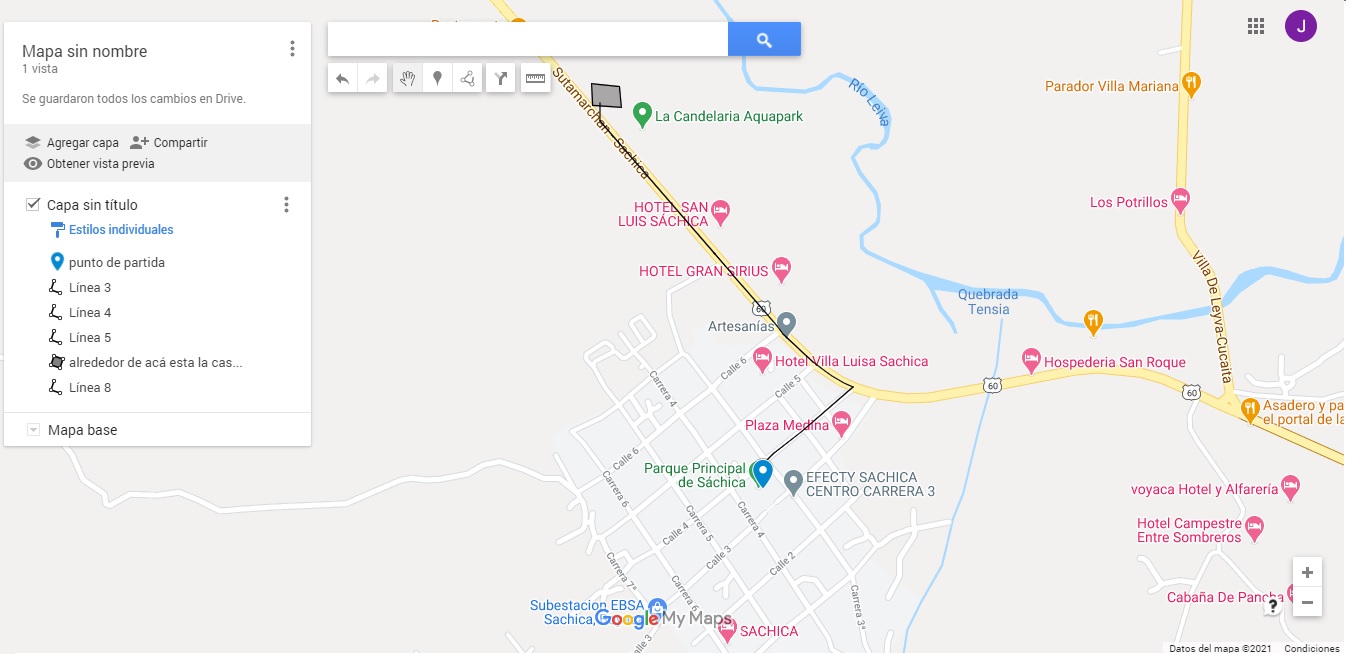 Mapa sin nombre
1 vista
Se guardaron todos los cambios en Drive.
Agregar capa
Compartir
Obtener vista previa
Capa sin título
Estilos individuales
punto de partida
Línea 3
Línea 4
Línea 5
alrededor de acá esta la cas...
Línea 8
Mapa base
J
Sutamarchan - Sachica
La Candelaria Aquapark
Río Leiva
Parador Villa Mariana
Los Potrillos
HOTEL SAN
LUIS SÁCHICA
HOTEL GRAN SIRIUS
Villa De Leyva-Cucaita
Quebrada
Tensia
60
Artesanías
Hotel Villa Luisa Sachica
Hospederia San Roque
60
60
Calle 6
Calle 5
Carrera 4
Asadero y pa
el portal de la
Plaza Medina
Parque Principal
de Sáchica
EFECTY SACHICA
CENTRO CARRERA 3
Calle 6
Carrera 6
Carrera 5
Carrera 4
Calle 4
Calle 3
Calle 2
voyaca Hotel y Alfarería
Hotel Campestre
Entre Sombreros
Carrera 7ª
Carrera 6
Carrera 3ª
Cabaña De Pancha
Subestacion EBSA
Sachica,
Google My Maps
SACHICA
Calle 3
+
−
?
Datos del mapa ©2021
Condiciones